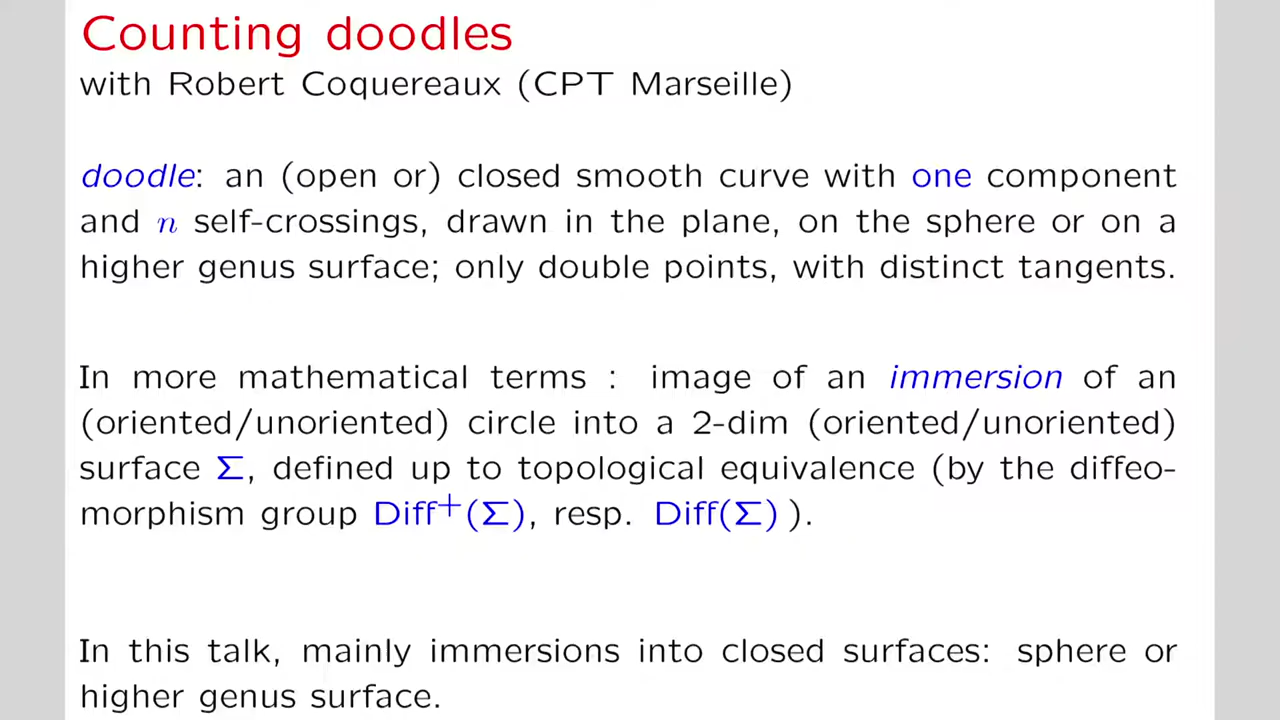 Counting doodles
with Robert Coquereaux (CPT Marseille)
doodle: an (open or) closed smooth curve with one component
and n self-crossings, drawn in the plane, on the sphere or on a
higher genus surface; only double points, with distinct tangents.
In more mathematical terms : image of an immersion of an
(oriented/unoriented) circle into a 2-dim (oriented/unoriented)
surface Σ, defined up to topological equivalence (by the diffeo-
morphism group Diff⁺(Σ), resp. Diff(Σ) ).
In this talk, mainly immersions into closed surfaces: sphere or
higher genus surface.